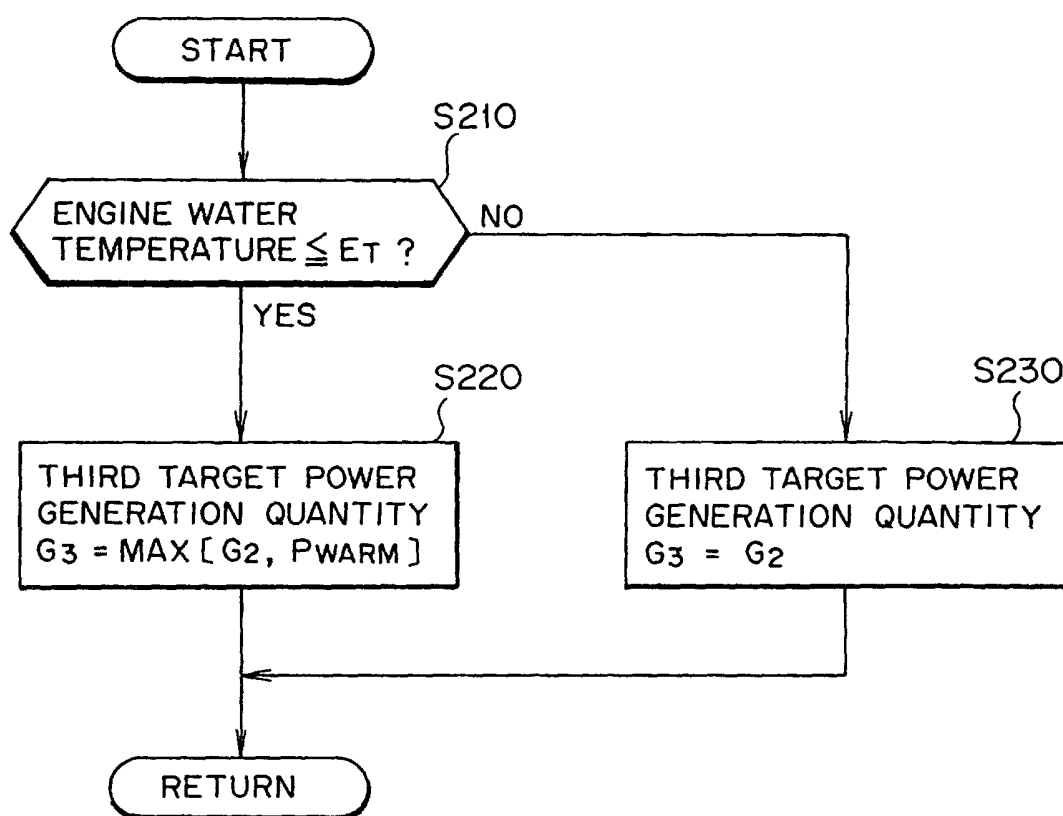 START
S210
ENGINE WATER
TEMPERATURE ≦ ET ?
NO
YES
S220
THIRD TARGET POWER
GENERATION QUANTITY
G3 = MAX [ G2, PWARM ]
S230
THIRD TARGET POWER
GENERATION QUANTITY
G3 = G2
RETURN